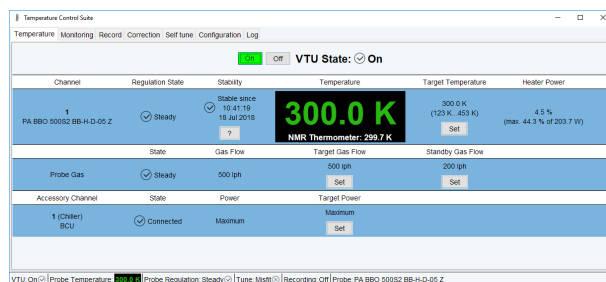 Temperature Control Suite
Temperature Monitoring Record Correction Self tune Configuration Log
On Off VTU State: On
Channel Regulation State Stability Temperature Target Temperature Heater Power
1
PA BBO 500S2 BB-H-D-05 Z
Steady
Stable since
10:41:19
18 Jul 2018
?
300.0 K
NMR Thermometer: 299.7 K
300.0 K
(123 K...453 K)
Set
4.5 %
(max. 44.3 % of 203.7 W)
State Gas Flow Target Gas Flow Standby Gas Flow
Probe Gas Steady 500 lph
500 lph
Set
200 lph
Set
Accessory Channel State Power Target Power
1 (Chiller)
BCU
Connected
Maximum
Maximum
Set
VTU: On Probe Temperature: 300.0 K Probe Regulation: Steady Tune: Misfit Recording: Off Probe: PA BBO 500S2 BB-H-D-05 Z